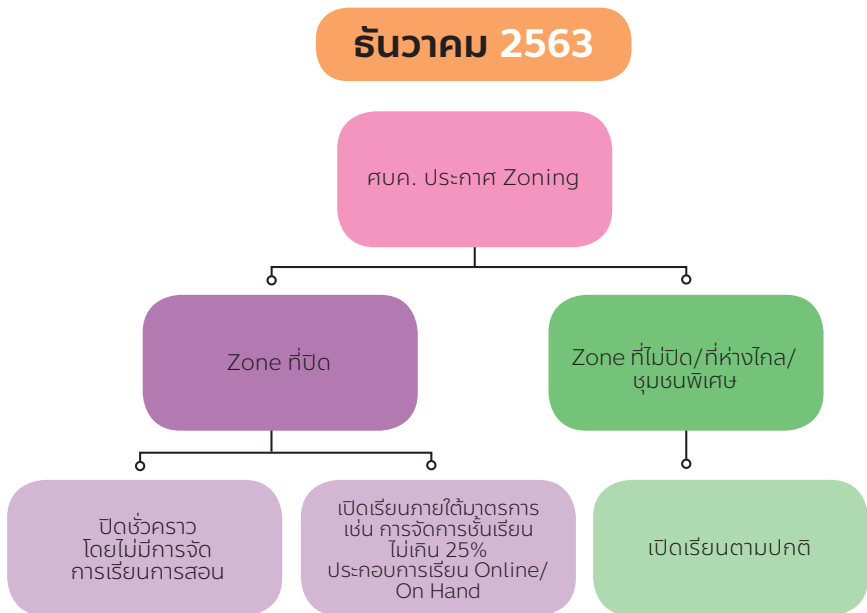 ธันวาคม 2563
ศบค. ประกาศ Zoning
Zone ที่ปิด
Zone ที่ไม่ปิด/ที่ห่างไกล/
ชุมชนพิเศษ
ปิดชั่วคราว
โดยไม่มีการจัด
การเรียนการสอน
เปิดเรียนภายใต้มาตรการ
เช่น การจัดการชั้นเรียน
ไม่เกิน 25%
ประกอบการเรียน Online/
On Hand
เปิดเรียนตามปกติ